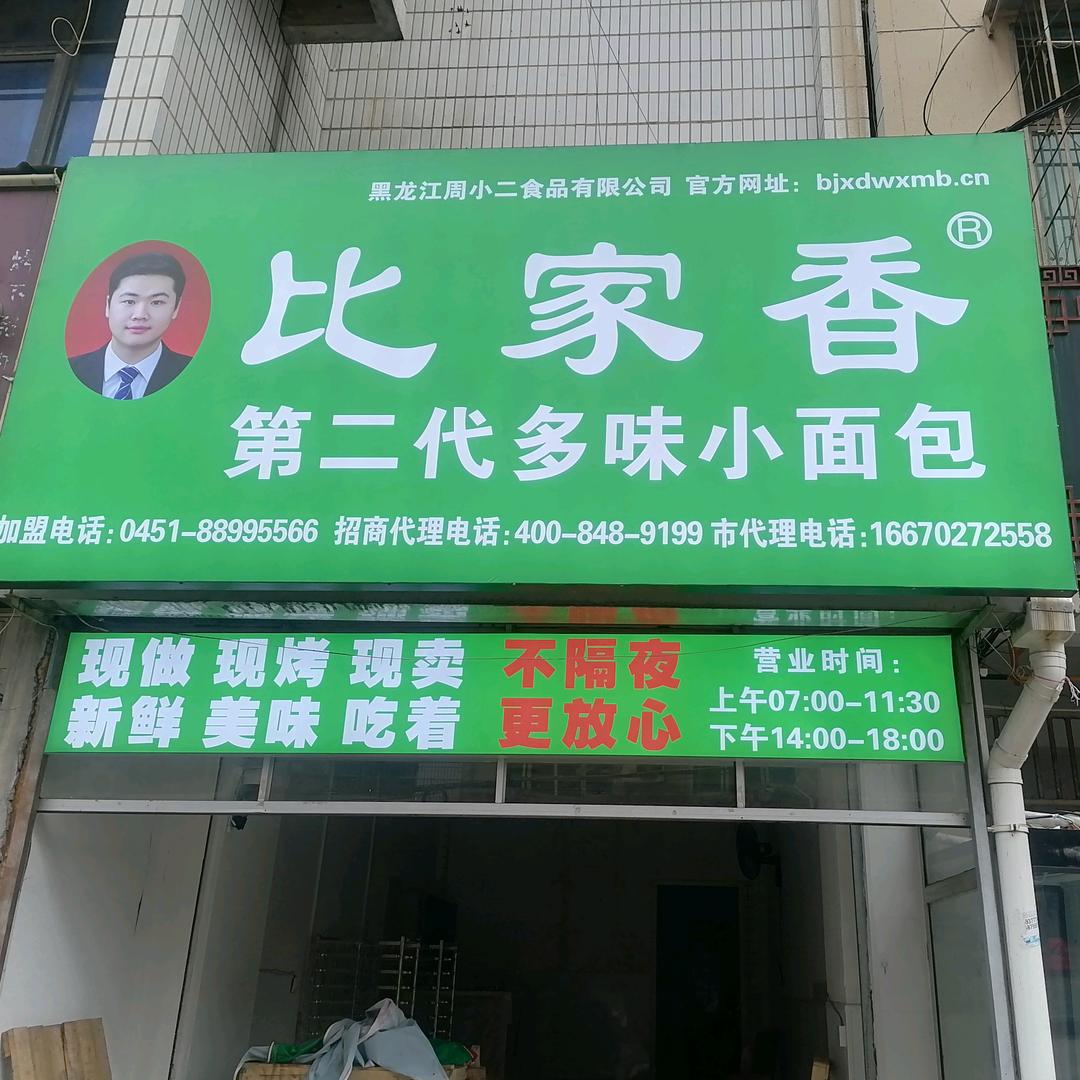 黑龙江周小二食品有限公司 官方网址：bjxdwxmb.cn
比家香®
第二代多味小面包
加盟电话:0451-88995566 招商代理电话:400-848-9199 市代理电话:16670272558
现做 现烤 现卖 不隔夜 营业时间：
新鲜 美味 吃着 更放心 上午07:00-11:30
下午14:00-18:00